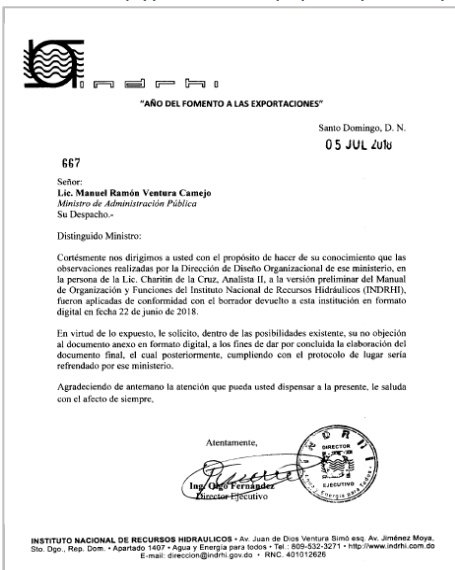 indrhi
"AÑO DEL FOMENTO A LAS EXPORTACIONES"
Santo Domingo, D. N.
05 JUL 2018
667
Señor:
Lic. Manuel Ramón Ventura Camejo
Ministro de Administración Pública
Su Despacho.-
Distinguido Ministro:
Cortésmente nos dirigimos a usted con el propósito de hacer de su conocimiento que las
observaciones realizadas por la Dirección de Diseño Organizacional de ese ministerio, en
la persona de la Lic. Charitin de la Cruz, Analista II, a la versión preliminar del Manual
de Organización y Funciones del Instituto Nacional de Recursos Hidráulicos (INDRHI),
fueron aplicadas de conformidad con el borrador devuelto a esta institución en formato
digital en fecha 22 de junio de 2018.
En virtud de lo expuesto, le solicito, dentro de las posibilidades existente, su no objeción
al documento anexo en formato digital, a los fines de dar por concluida la elaboración del
documento final, el cual posteriormente, cumpliendo con el protocolo de lugar sería
refrendado por ese ministerio.
Agradeciendo de antemano la atención que pueda usted dispensar a la presente, le saluda
con el afecto de siempre,
Atentamente,
Ing. Olgo Fernández
Director Ejecutivo
INDRHI
DIRECTOR
EJECUTIVO
Agua y Energía para Todos
INSTITUTO NACIONAL DE RECURSOS HIDRAULICOS • Av. Juan de Dios Ventura Simó esq. Av. Jiménez Moya,
Sto. Dgo., Rep. Dom. • Apartado 1407 • Agua y Energía para todos • Tel.: 809-532-3271 • http://www.indrhi.com.do
E-mail: direccion@indrhi.gov.do • RNC. 401012626